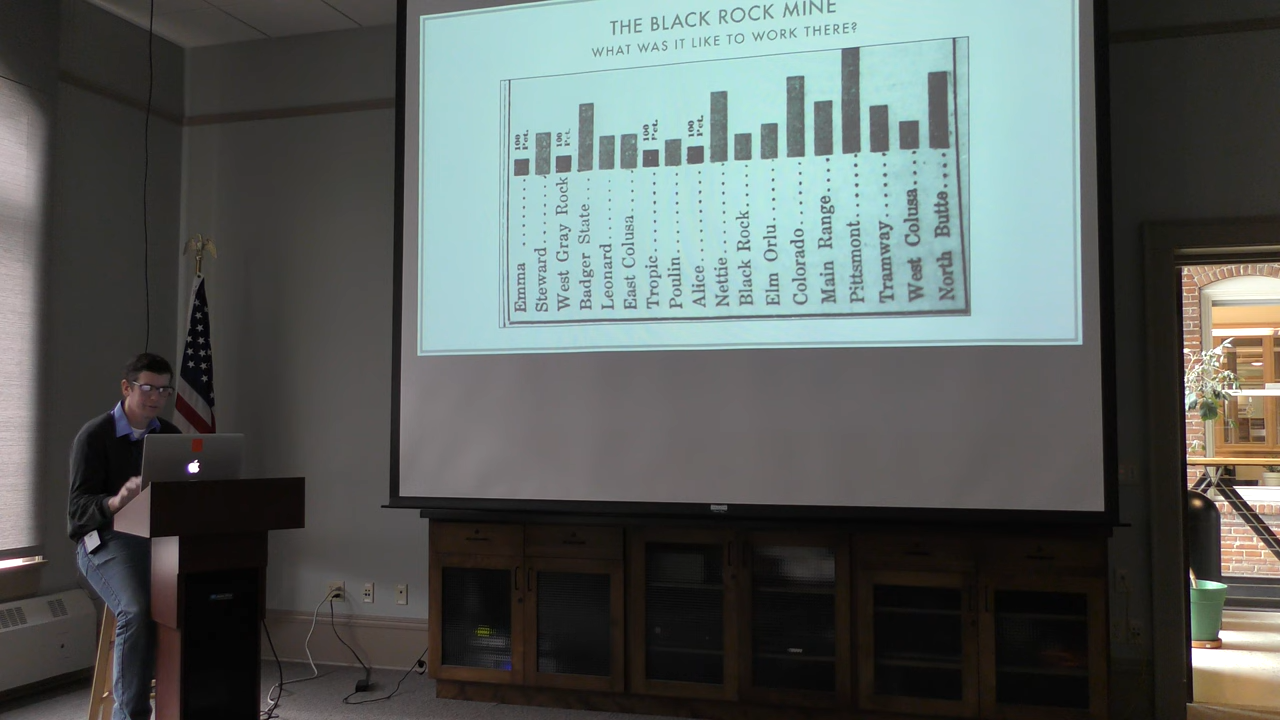 THE BLACK ROCK MINE
WHAT WAS IT LIKE TO WORK THERE?
Emma ........ 100 Pct.
Steward........
West Gray Rock 100 Pct.
Badger State...
Leonard........
East Colusa....
Tropic......... 100 Pct.
Poulin.........
Alice.......... 100 Pct.
Nettie.........
Black Rock.....
Elm Orlu.......
Colorado.......
Main Range....
Pittsmont......
Tramway.......
West Colusa....
North Butte....